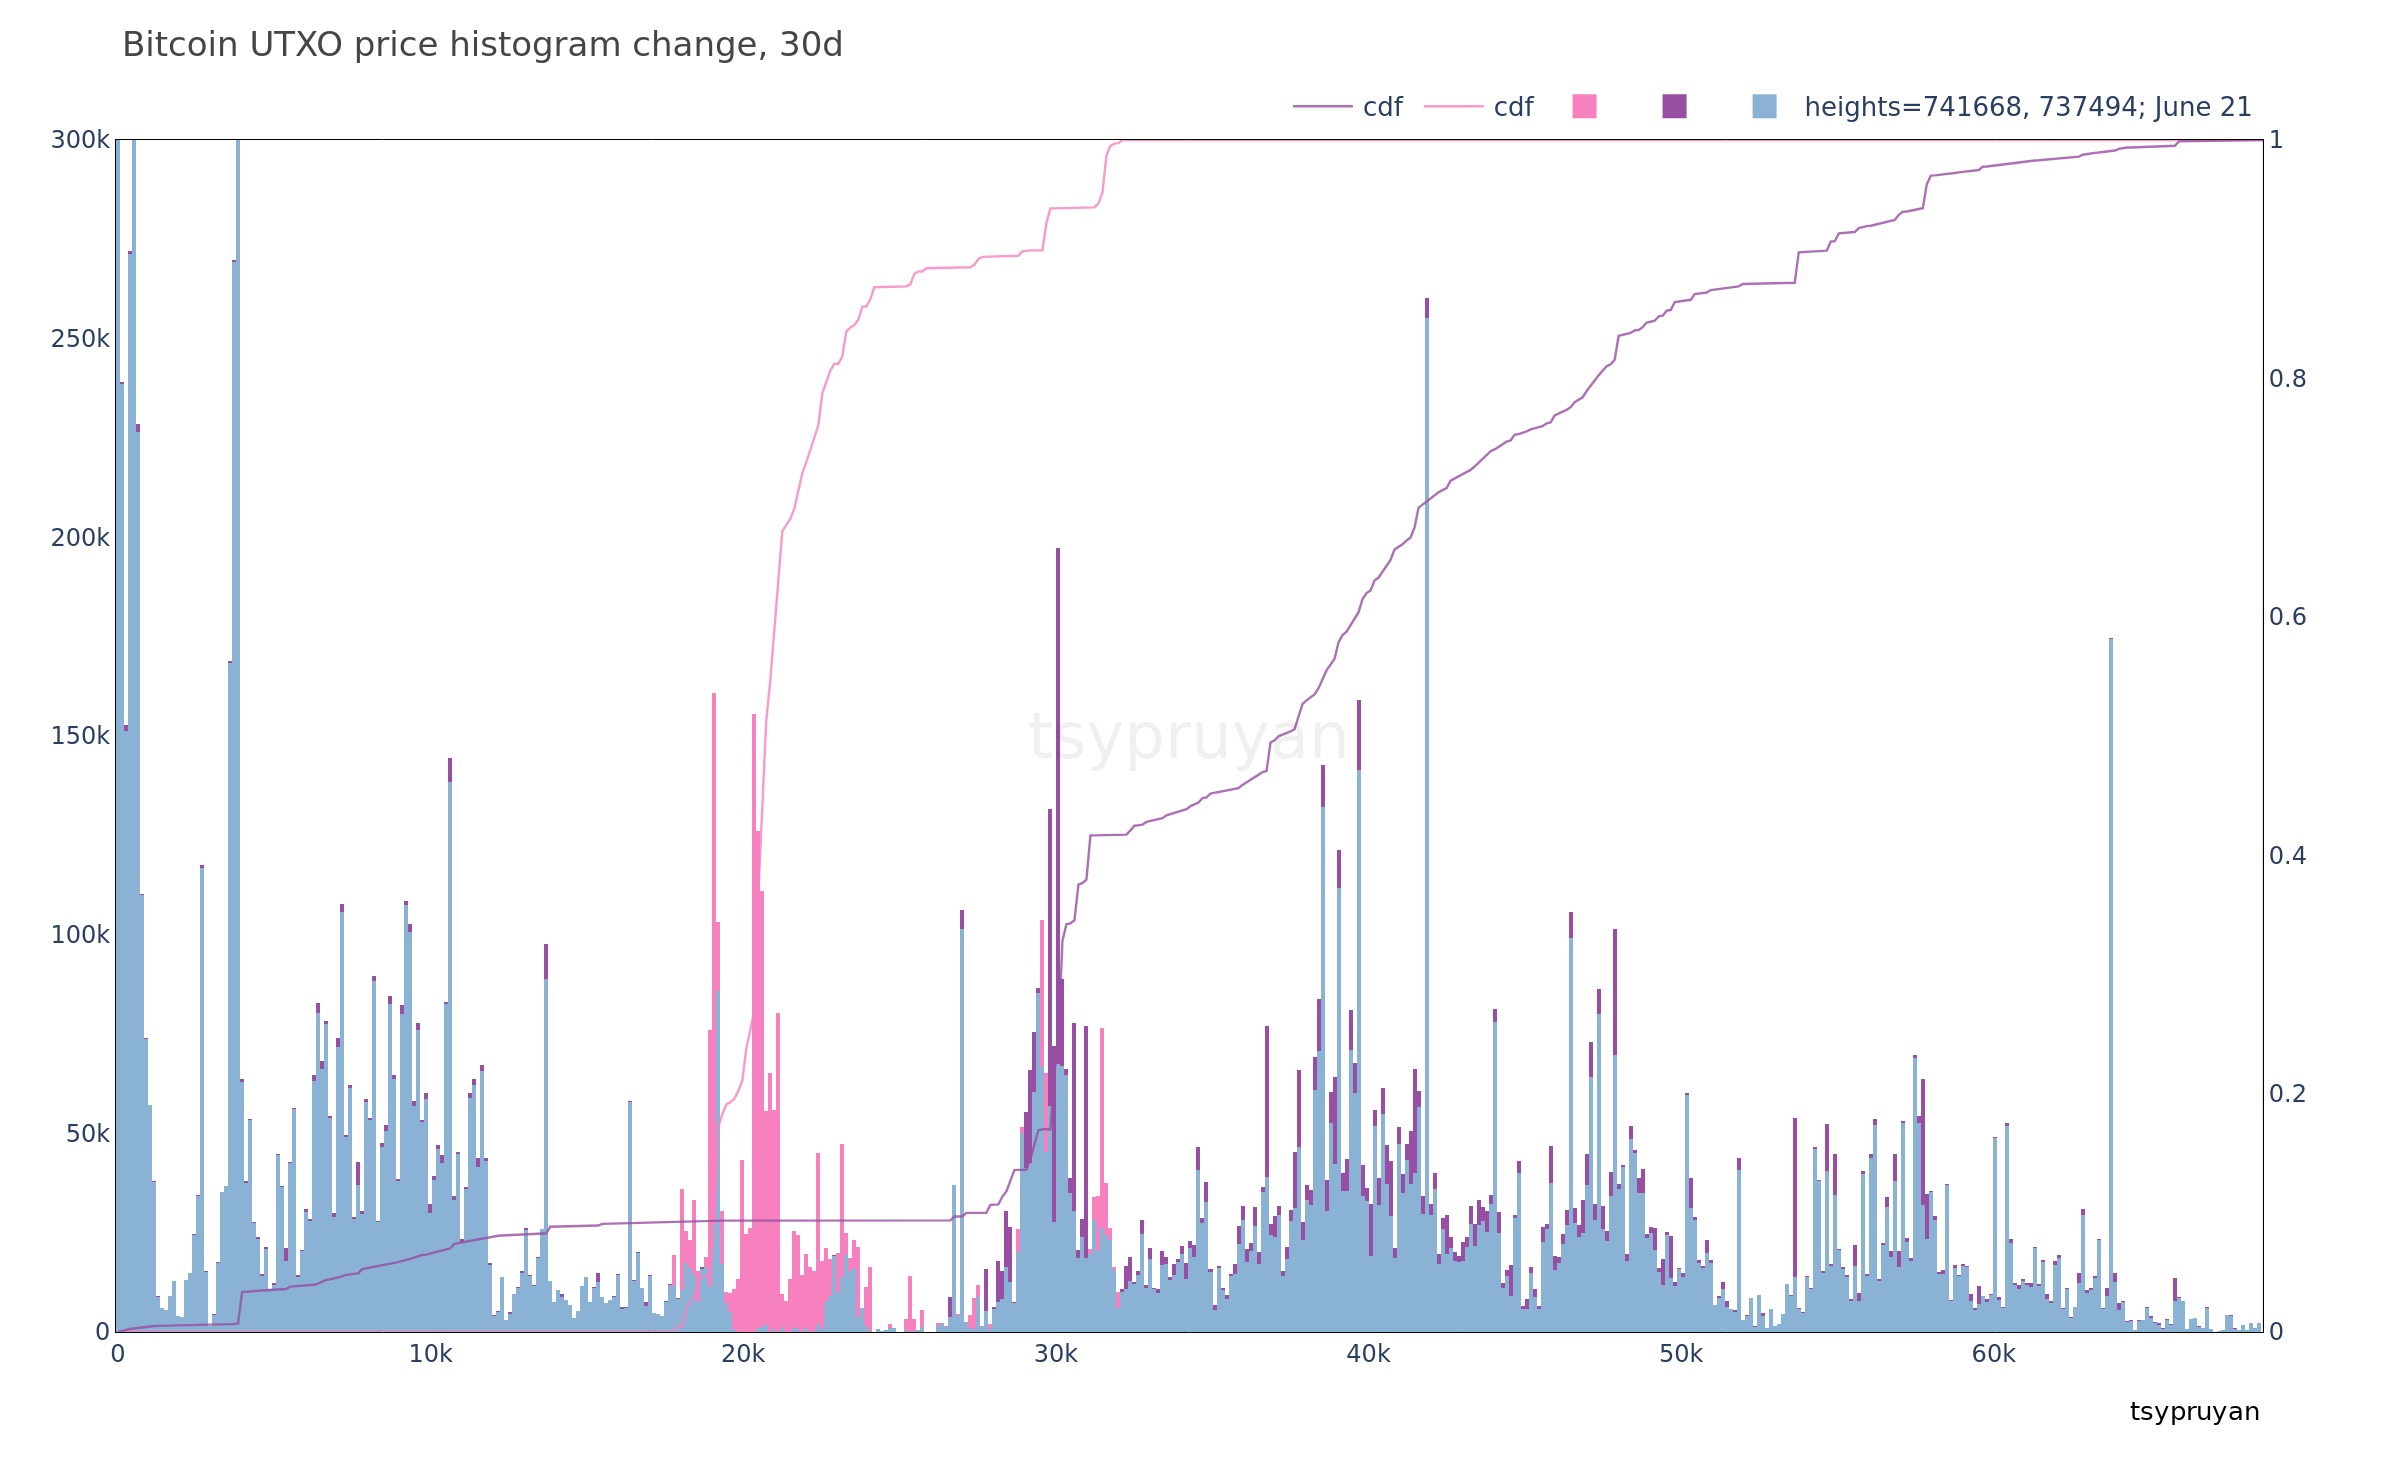 Bitcoin UTXO price histogram change, 30d
cdf cdf heights=741668, 737494; June 21
300k
250k
200k
150k
100k
50k
0
1
0.8
0.6
0.4
0.2
0
tsypruyan
0 10k 20k 30k 40k 50k 60k
tsypruyan